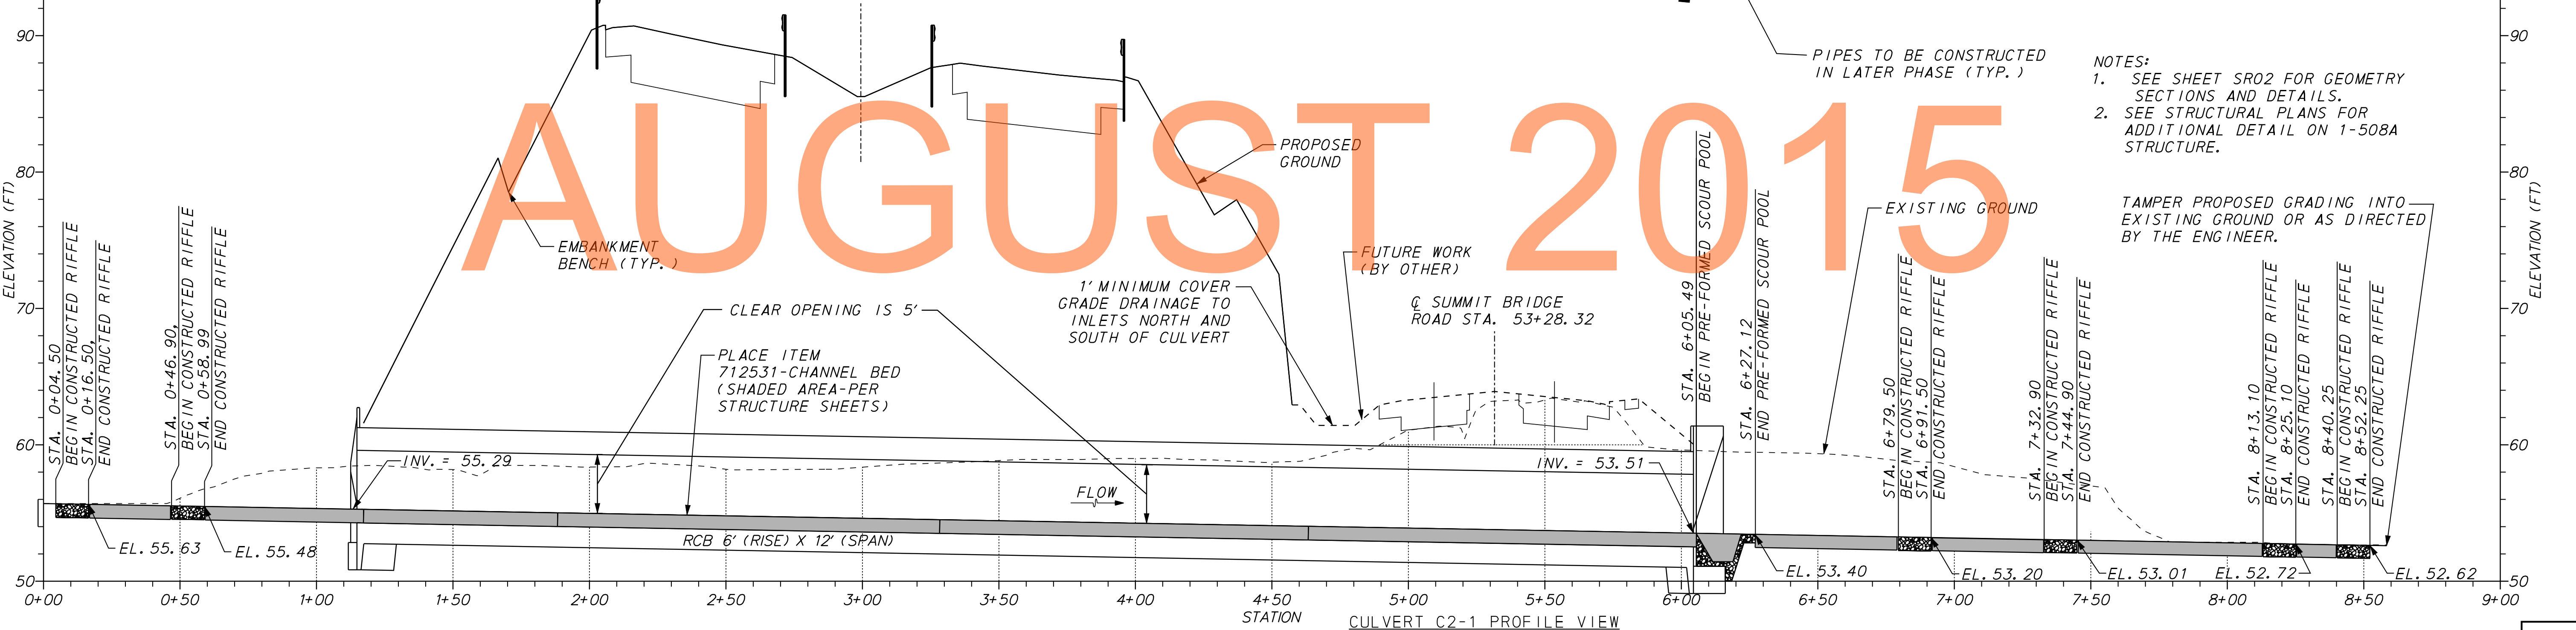 90
80
70
60
50
ELEVATION (FT)
90
80
70
60
50
ELEVATION (FT)
PIPES TO BE CONSTRUCTED
IN LATER PHASE (TYP.)
NOTES:
1. SEE SHEET SR02 FOR GEOMETRY
SECTIONS AND DETAILS.
2. SEE STRUCTURAL PLANS FOR
ADDITIONAL DETAIL ON 1-508A
STRUCTURE.
AUGUST 2015
PROPOSED
GROUND
EXISTING GROUND
TAMPER PROPOSED GRADING INTO
EXISTING GROUND OR AS DIRECTED
BY THE ENGINEER.
EMBANKMENT
BENCH (TYP.)
FUTURE WORK
(BY OTHER)
1' MINIMUM COVER
GRADE DRAINAGE TO
INLETS NORTH AND
SOUTH OF CULVERT
℄ SUMMIT BRIDGE
ROAD STA. 53+28.32
CLEAR OPENING IS 5'
PLACE ITEM
712531-CHANNEL BED
(SHADED AREA-PER
STRUCTURE SHEETS)
STA. 0+04.50
BEGIN CONSTRUCTED RIFFLE
STA. 0+16.50,
END CONSTRUCTED RIFFLE
STA. 0+46.90,
BEGIN CONSTRUCTED RIFFLE
STA. 0+58.99
END CONSTRUCTED RIFFLE
STA. 6+05.49
BEGIN PRE-FORMED SCOUR POOL
STA. 6+27.12
END PRE-FORMED SCOUR POOL
STA. 6+79.50
BEGIN CONSTRUCTED RIFFLE
STA. 6+91.50
END CONSTRUCTED RIFFLE
STA. 7+32.90
BEGIN CONSTRUCTED RIFFLE
STA. 7+44.90
END CONSTRUCTED RIFFLE
STA. 8+13.10
BEGIN CONSTRUCTED RIFFLE
STA. 8+25.10
END CONSTRUCTED RIFFLE
STA. 8+40.25
BEGIN CONSTRUCTED RIFFLE
STA. 8+52.25
END CONSTRUCTED RIFFLE
INV. = 55.29
INV. = 53.51
FLOW
RCB 6' (RISE) X 12' (SPAN)
EL. 55.63
EL. 55.48
EL. 53.40
EL. 53.20
EL. 53.01
EL. 52.72
EL. 52.62
0+00 0+50 1+00 1+50 2+00 2+50 3+00 3+50 4+00 4+50 5+00 5+50 6+00 6+50 7+00 7+50 8+00 8+50 9+00
STATION
CULVERT C2-1 PROFILE VIEW